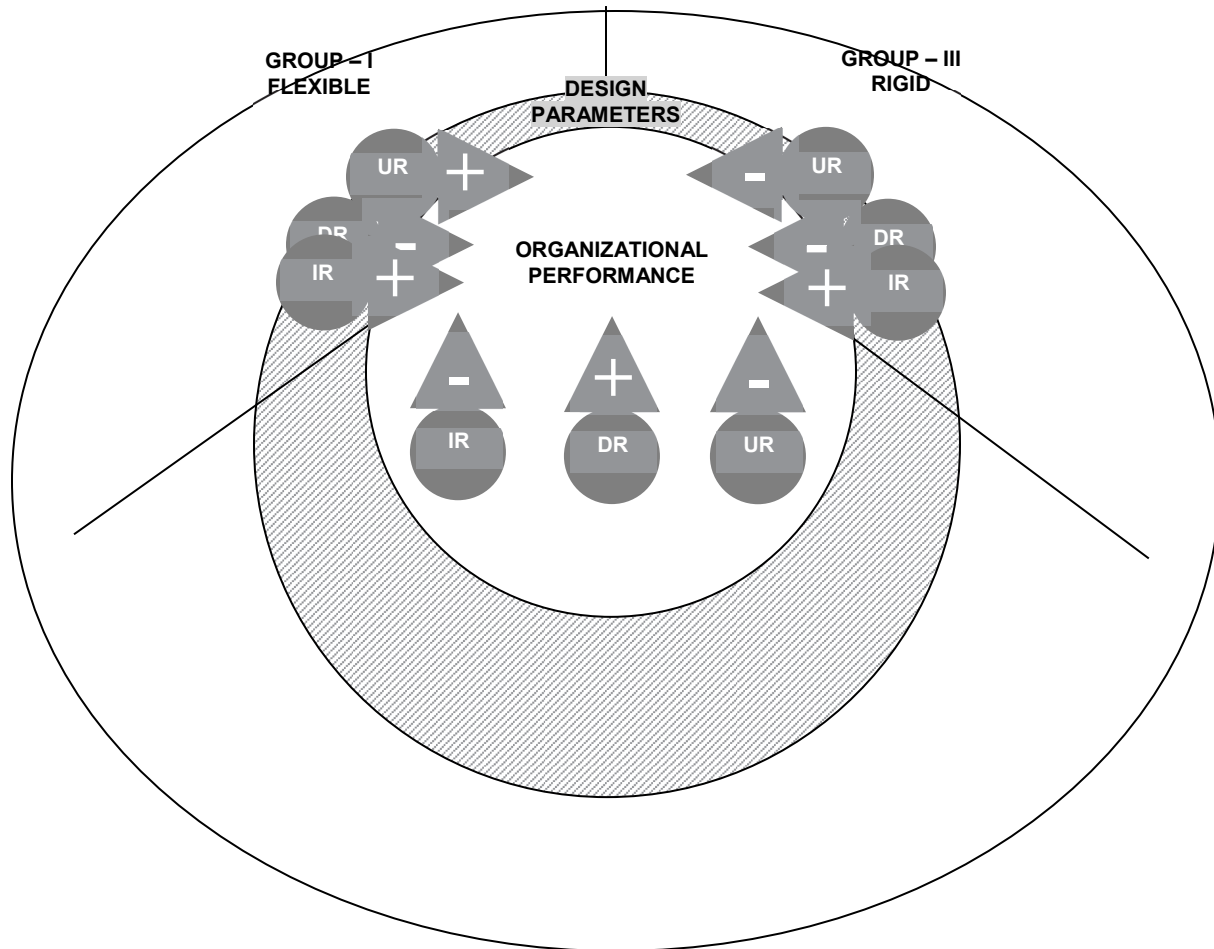 GROUP – I
FLEXIBLE
GROUP – III
RIGID
DESIGN
PARAMETERS
UR
+
-
UR
DR
-
-
DR
IR
+
+
IR
ORGANIZATIONAL
PERFORMANCE
-
+
-
IR
DR
UR